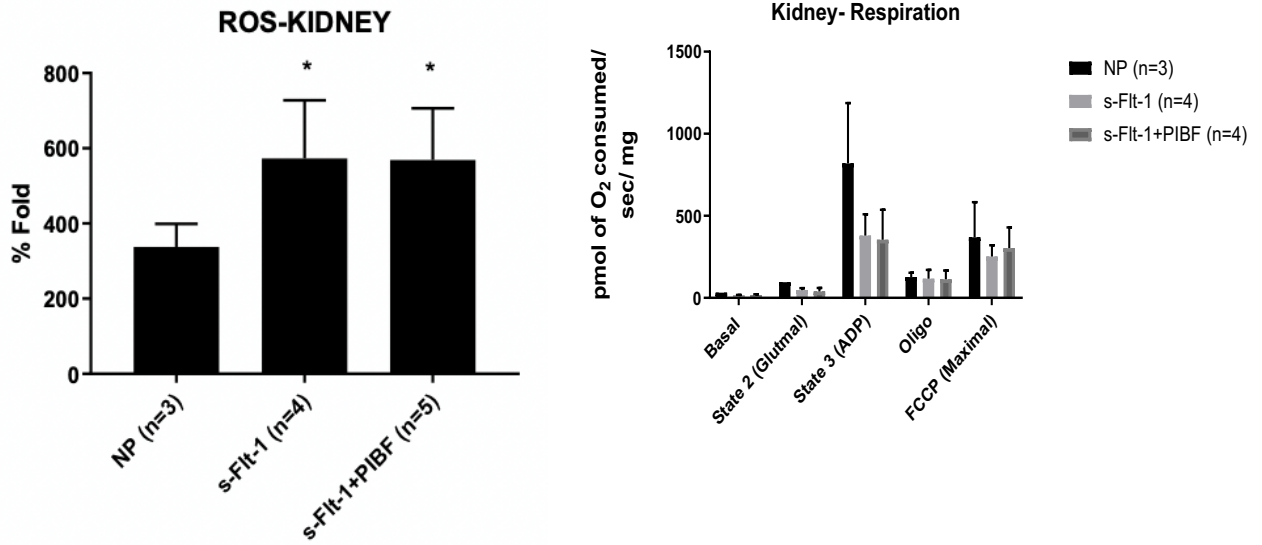 ROS-KIDNEY
% Fold
800
600
400
200
0
*
*
NP (n=3)
s-Flt-1 (n=4)
s-Flt-1+PIBF (n=5)
Kidney- Respiration
pmol of O₂ consumed/
sec/ mg
1500
1000
500
0
Basal
State 2 (Glutmal)
State 3 (ADP)
Oligo
FCCP (Maximal)
NP (n=3)
s-Flt-1 (n=4)
s-Flt-1+PIBF (n=4)